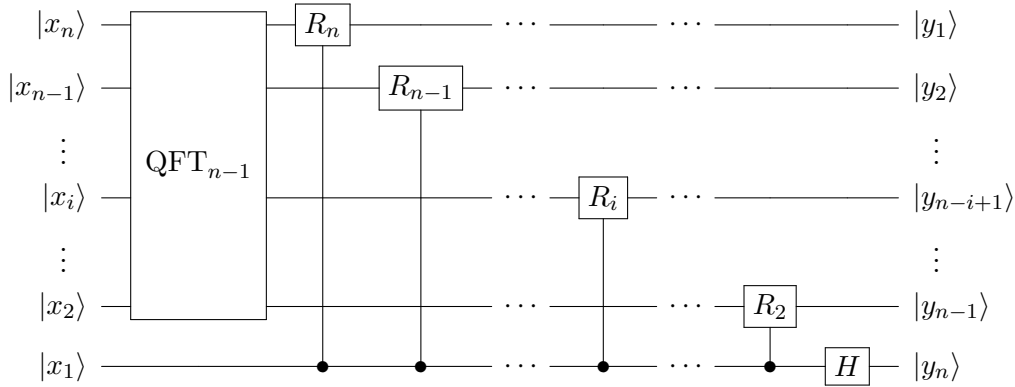 |x_n⟩ R_n ··· ··· |y_1⟩
|x_{n−1}⟩ R_{n−1} ··· ··· |y_2⟩
⋮ QFT_{n−1} ⋮
|x_i⟩ ··· R_i ··· |y_{n−i+1}⟩
⋮ ⋮
|x_2⟩ ··· ··· R_2 |y_{n−1}⟩
|x_1⟩ ··· ··· H |y_n⟩